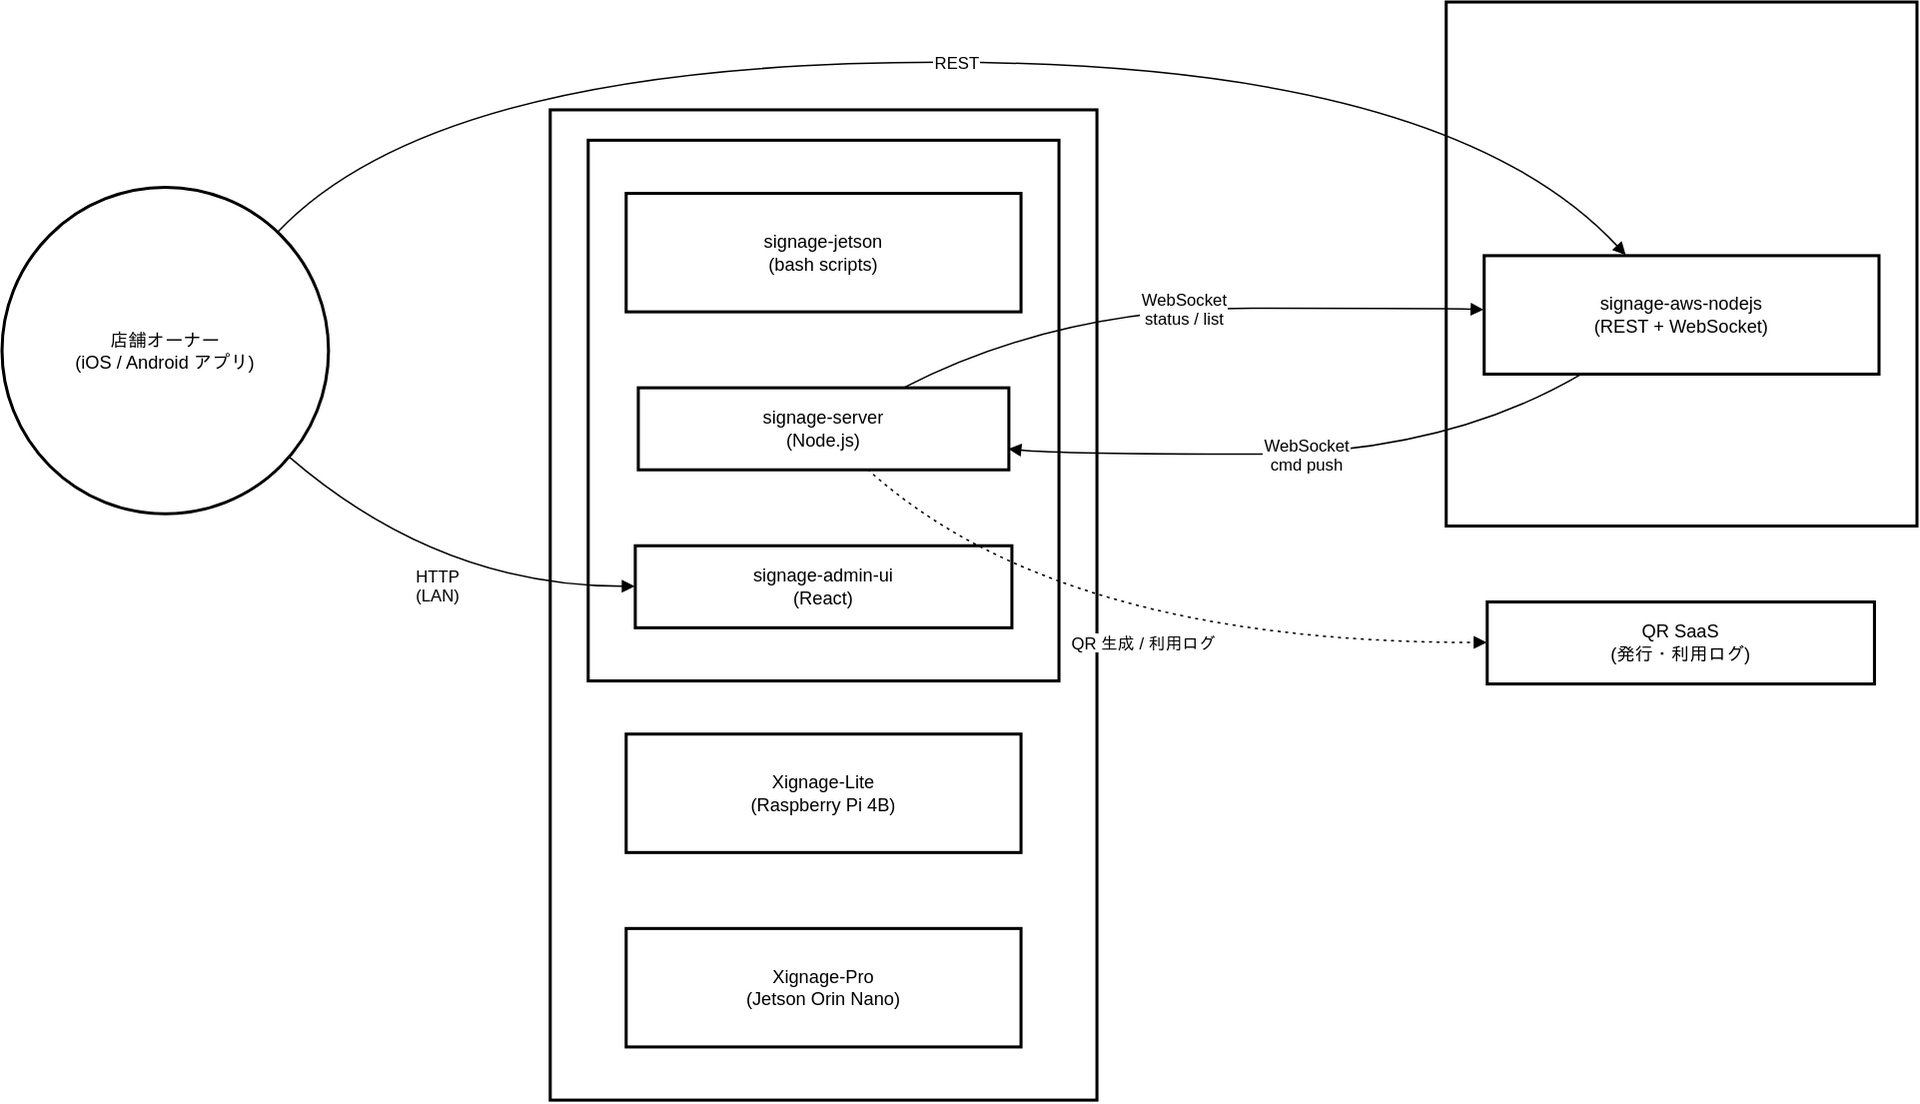 REST
signage-jetson
(bash scripts)
店舗オーナー
(iOS / Android アプリ)
WebSocket
status / list
signage-aws-nodejs
(REST + WebSocket)
signage-server
(Node.js)
WebSocket
cmd push
HTTP
(LAN)
signage-admin-ui
(React)
QR 生成 / 利用ログ
QR SaaS
(発行・利用ログ)
Xignage-Lite
(Raspberry Pi 4B)
Xignage-Pro
(Jetson Orin Nano)